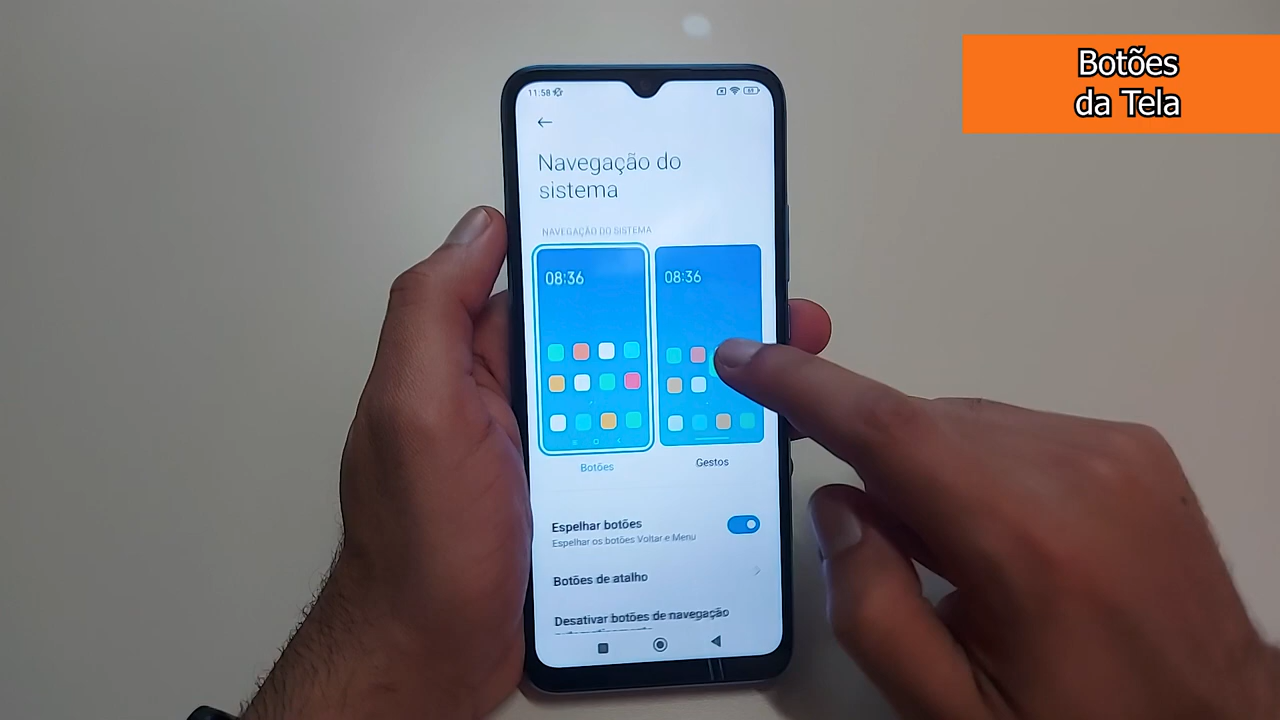 Botões
da Tela
11:58
65
Navegação do
sistema
NAVEGAÇÃO DO SISTEMA
08:36
08:36
Botões
Gestos
Espelhar botões
Espelhar os botões Voltar e Menu
Botões de atalho
Desativar botões de navegação